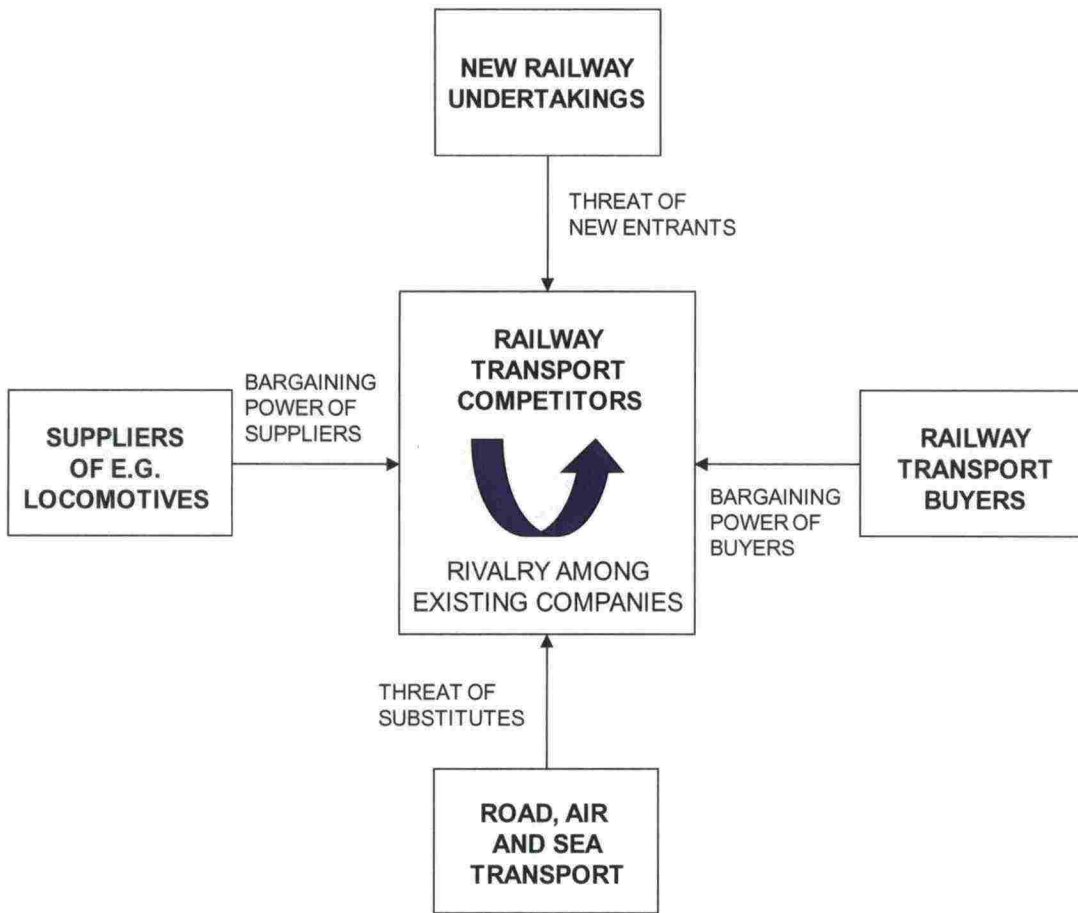 NEW RAILWAY
UNDERTAKINGS
THREAT OF
NEW ENTRANTS
RAILWAY
TRANSPORT
COMPETITORS
BARGAINING
POWER OF
SUPPLIERS
SUPPLIERS
OF E.G.
LOCOMOTIVES
RAILWAY
TRANSPORT
BUYERS
BARGAINING
POWER OF
BUYERS
RIVALRY AMONG
EXISTING COMPANIES
THREAT OF
SUBSTITUTES
ROAD, AIR
AND SEA
TRANSPORT